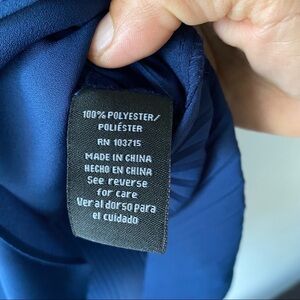 100% POLYESTER/
POLIÉSTER
RN 103715
MADE IN CHINA
HECHO EN CHINA
See reverse
for care
Ver al dorso para
el cuidado